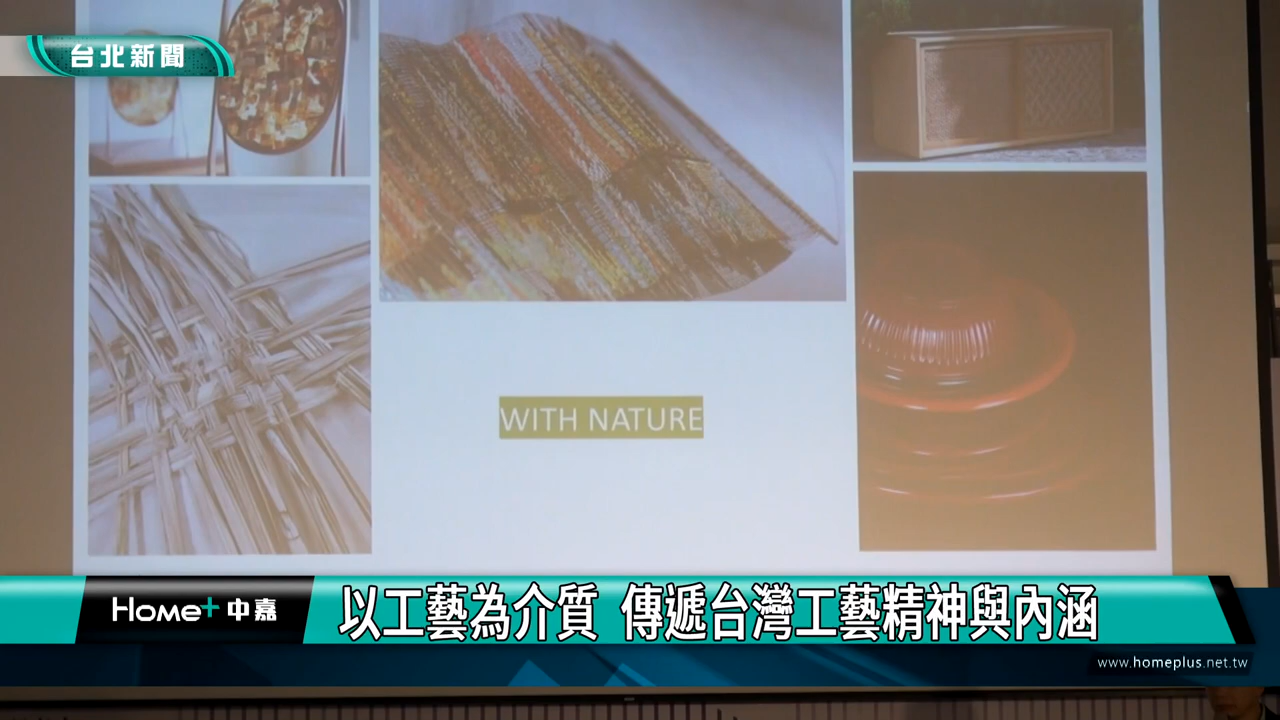 台北新聞
WITH NATURE
Home+中嘉
以工藝為介質 傳遞台灣工藝精神與內涵
www.homeplus.net.tw